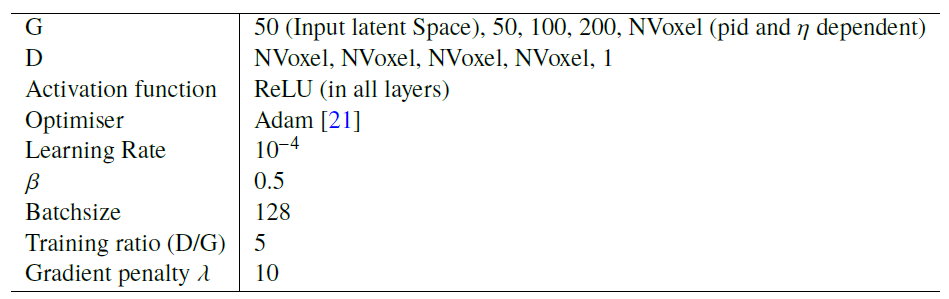 G 50 (Input latent Space), 50, 100, 200, NVoxel (pid and η dependent)
D NVoxel, NVoxel, NVoxel, NVoxel, 1
Activation function ReLU (in all layers)
Optimiser Adam [21]
Learning Rate 10⁻⁴
β 0.5
Batchsize 128
Training ratio (D/G) 5
Gradient penalty λ 10